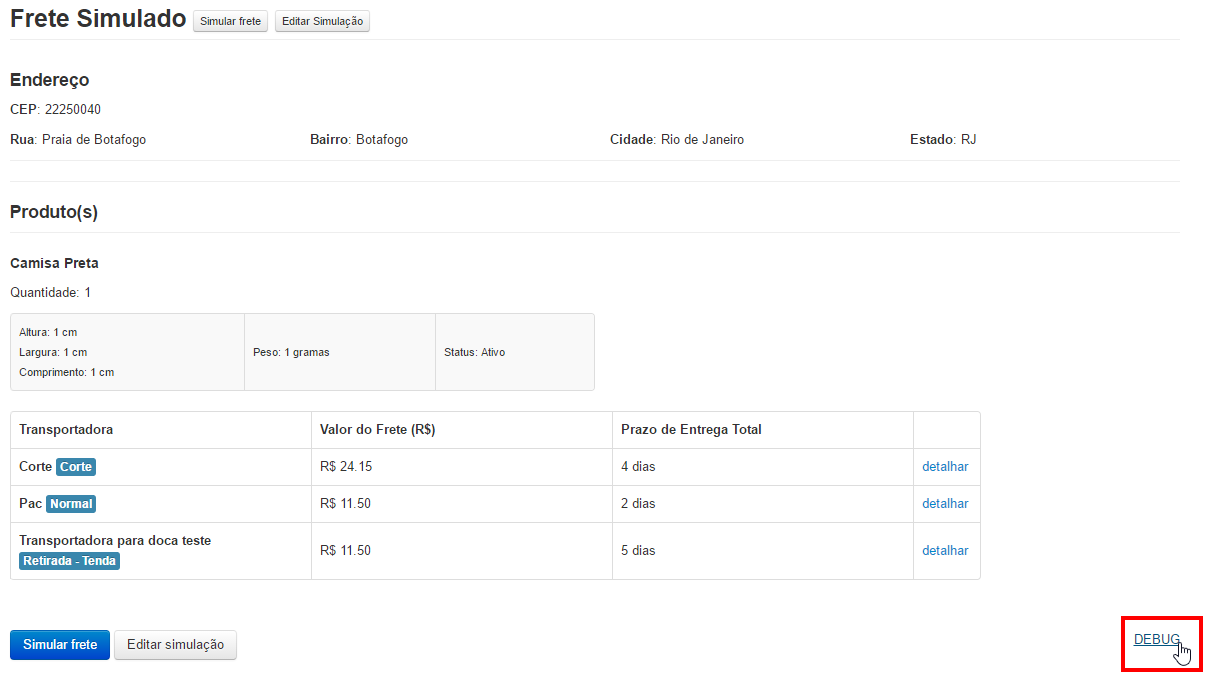 Frete Simulado Simular frete Editar Simulação
Endereço
CEP: 22250040
Rua: Praia de Botafogo Bairro: Botafogo Cidade: Rio de Janeiro Estado: RJ
Produto(s)
Camisa Preta
Quantidade: 1
Altura: 1 cm
Largura: 1 cm
Comprimento: 1 cm
Peso: 1 gramas
Status: Ativo
Transportadora Valor do Frete (R$) Prazo de Entrega Total
Corte Corte R$ 24.15 4 dias detalhar
Pac Normal R$ 11.50 2 dias detalhar
Transportadora para doca teste
Retirada - Tenda
R$ 11.50 5 dias detalhar
Simular frete Editar simulação DEBUG